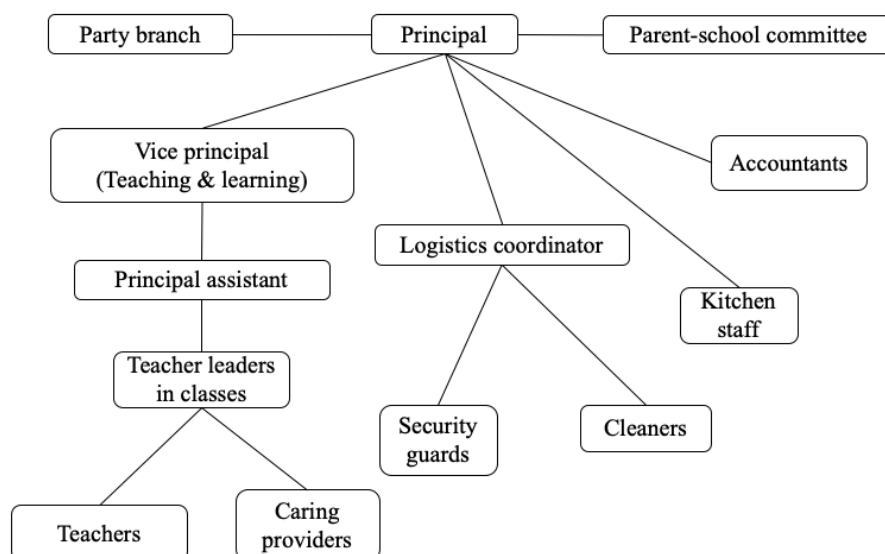 Party branch
Principal
Parent-school committee
Vice principal
(Teaching & learning)
Accountants
Logistics coordinator
Principal assistant
Kitchen
staff
Teacher leaders
in classes
Security
guards
Cleaners
Teachers
Caring
providers